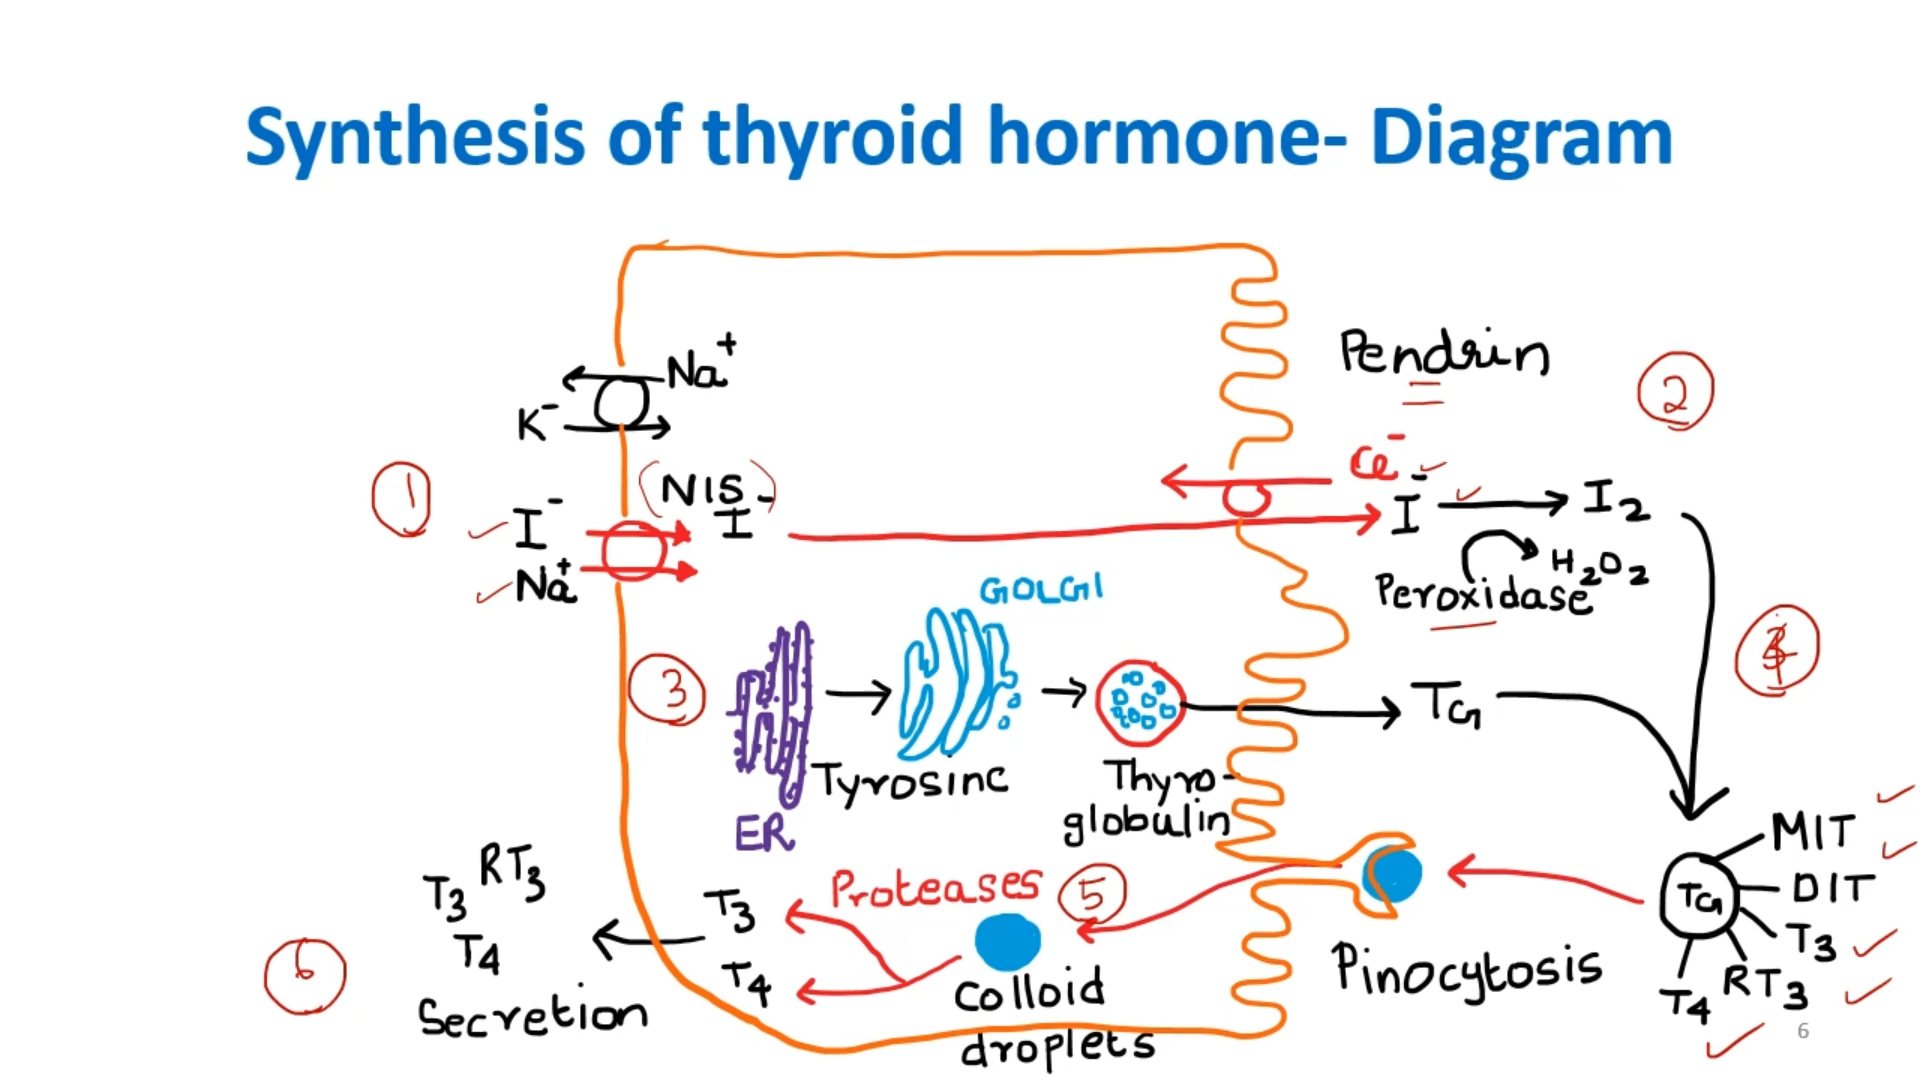 Synthesis of thyroid hormone- Diagram
Na+
K-
Pendrin
2
1
(NIS)
I-
Na+
I-
Cl-
I-
I2
H2O2
Peroxidase
GOLGI
3
ER
Tyrosine
Thyro-
globulin
TG
4
MIT
DIT
T3
RT3
T4
TG
Pinocytosis
Proteases
5
Colloid
droplets
T3
T4
T3
RT3
T4
Secretion
6
6